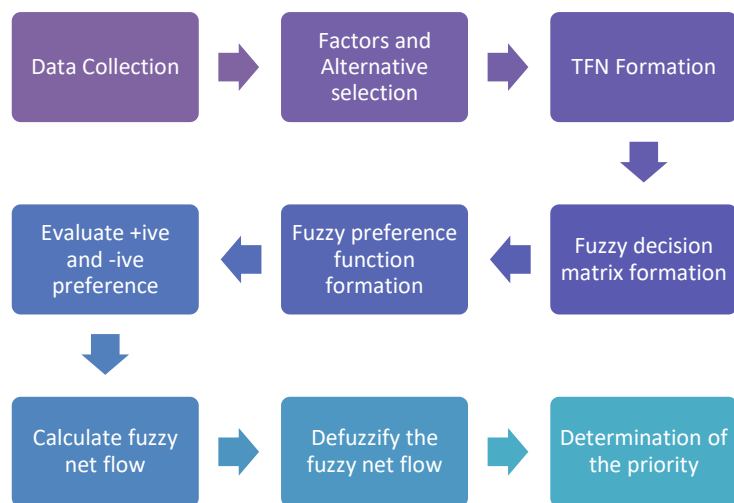 Data Collection
Factors and
Alternative
selection
TFN Formation
Evaluate +ive
and -ive
preference
Fuzzy preference
function
formation
Fuzzy decision
matrix formation
Calculate fuzzy
net flow
Defuzzify the
fuzzy net flow
Determination of
the priority